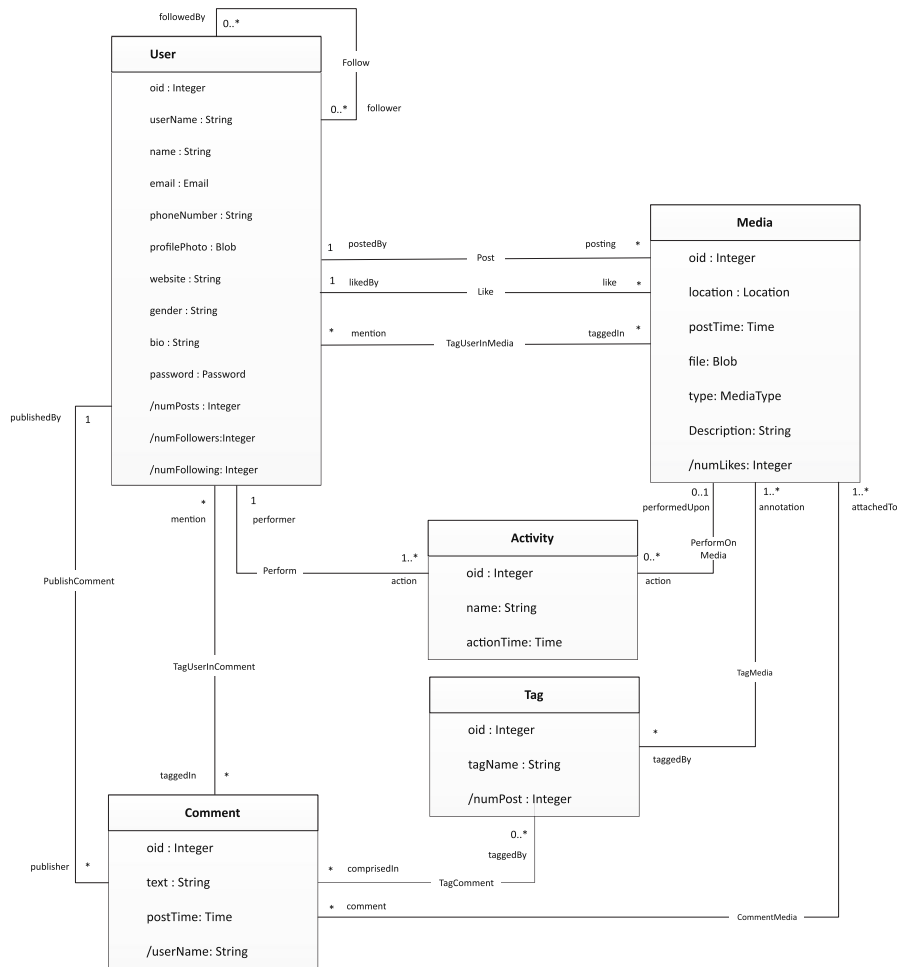 followedBy
0..*
User
Follow
oid : Integer
0..*
follower
userName : String
name : String
email : Email
phoneNumber : String
profilePhoto : Blob
website : String
gender : String
bio : String
password : Password
/numPosts : Integer
/numFollowers:Integer
/numFollowing: Integer
Media
oid : Integer
location : Location
postTime: Time
file: Blob
type: MediaType
Description: String
/numLikes: Integer
1
postedBy
Post
posting
*
1
likedBy
Like
like
*
*
mention
TagUserInMedia
taggedIn
*
publishedBy
1
*
mention
1
performer
0..1
performedUpon
1..*
annotation
1..*
attachedTo
Activity
oid : Integer
name: String
actionTime: Time
Perform
1..*
action
PerformOn
Media
0..*
action
PublishComment
TagUserInComment
TagMedia
Tag
oid : Integer
tagName : String
/numPost : Integer
*
taggedBy
taggedIn
*
Comment
oid : Integer
text : String
postTime: Time
/userName: String
0..*
taggedBy
publisher
*
*
comprisedIn
TagComment
*
comment
CommentMedia